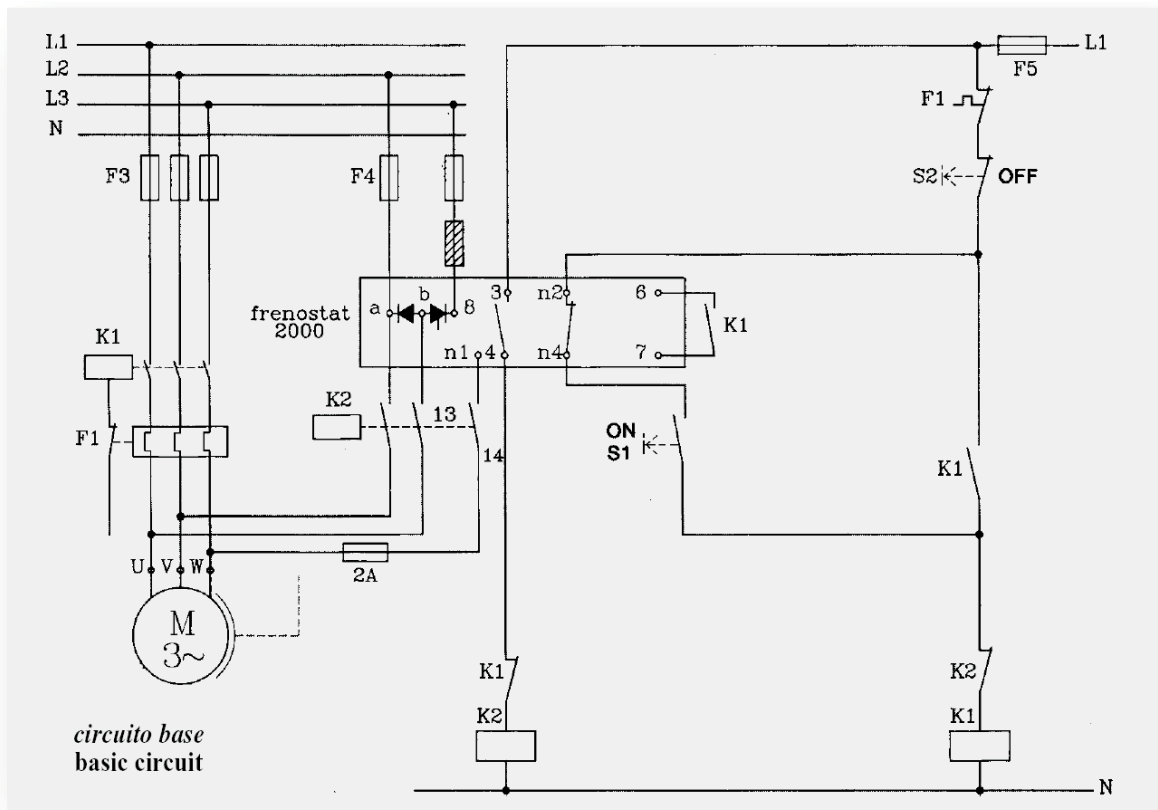 L1
L2
L3
N
L1
F5
F1
S2 OFF
F3
F4
frenostat
2000
a b 8 3 n2 6
n1 4 n4 7
K1
K1
K2
13
14
F1
ON
S1
K1
U V W
2A
M
3~
K1
K2
K2
K1
N
circuito base
basic circuit